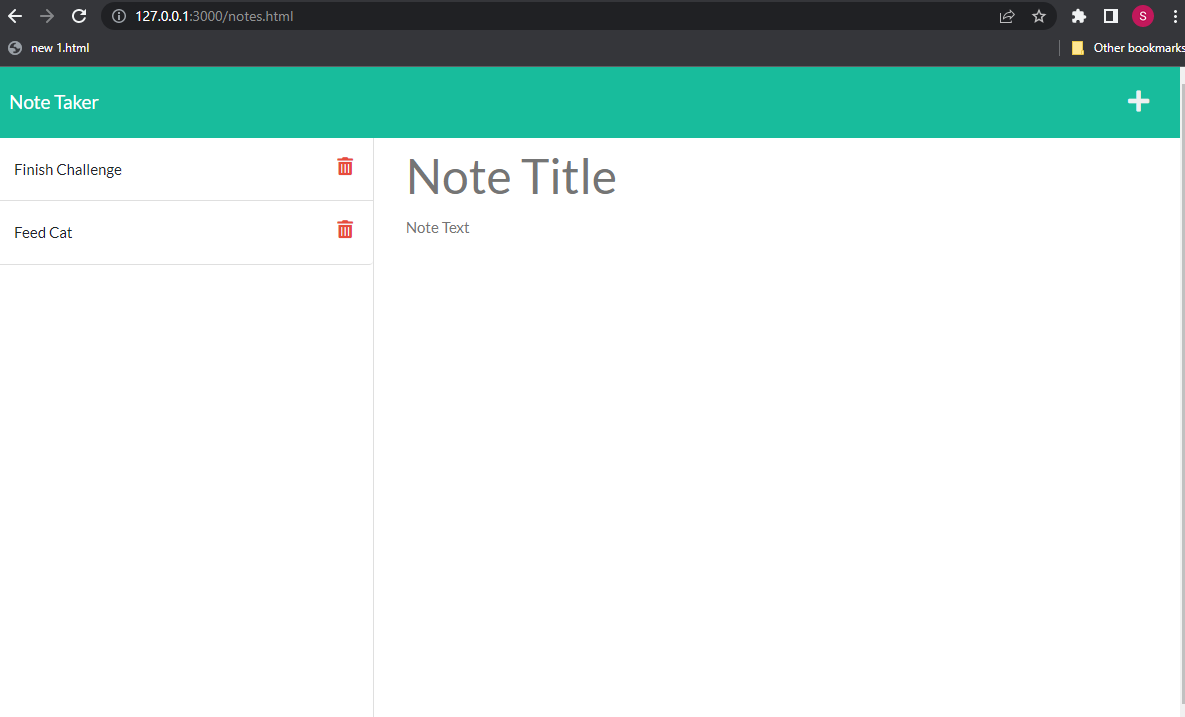 127.0.0.1:3000/notes.html
S
new 1.html
Other bookmarks
Note Taker
Finish Challenge
Note Title
Feed Cat
Note Text